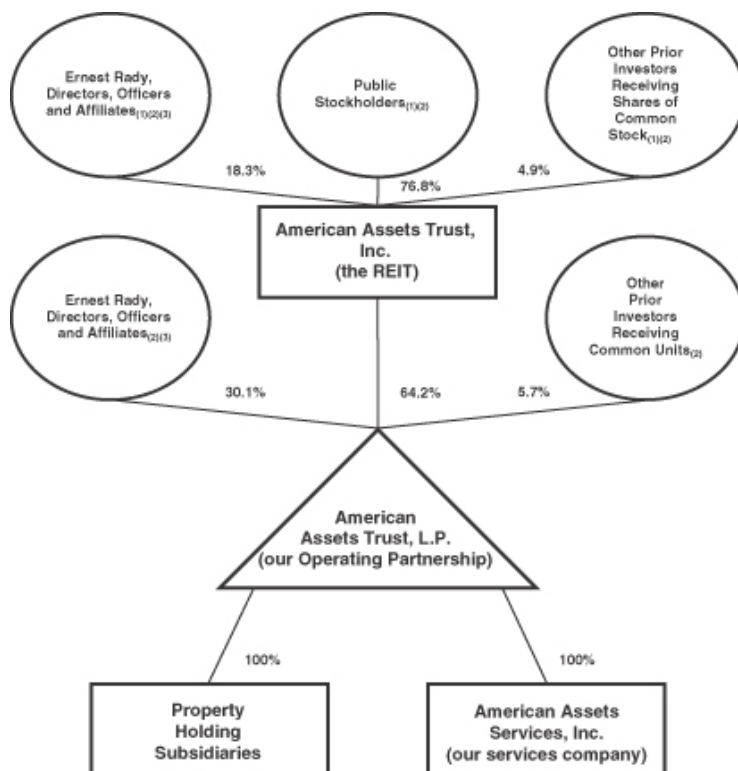 Ernest Rady,
Directors, Officers
and Affiliates(1)(2)(3)
Public
Stockholders(1)(2)
Other Prior
Investors
Receiving
Shares of
Common
Stock(1)(2)
18.3%
76.8%
4.9%
American Assets Trust,
Inc.
(the REIT)
Ernest Rady,
Directors, Officers
and Affiliates(2)(3)
Other
Prior
Investors
Receiving
Common Units(2)
30.1%
64.2%
5.7%
American
Assets Trust, L.P.
(our Operating Partnership)
100%
100%
Property
Holding
Subsidiaries
American Assets
Services, Inc.
(our services company)